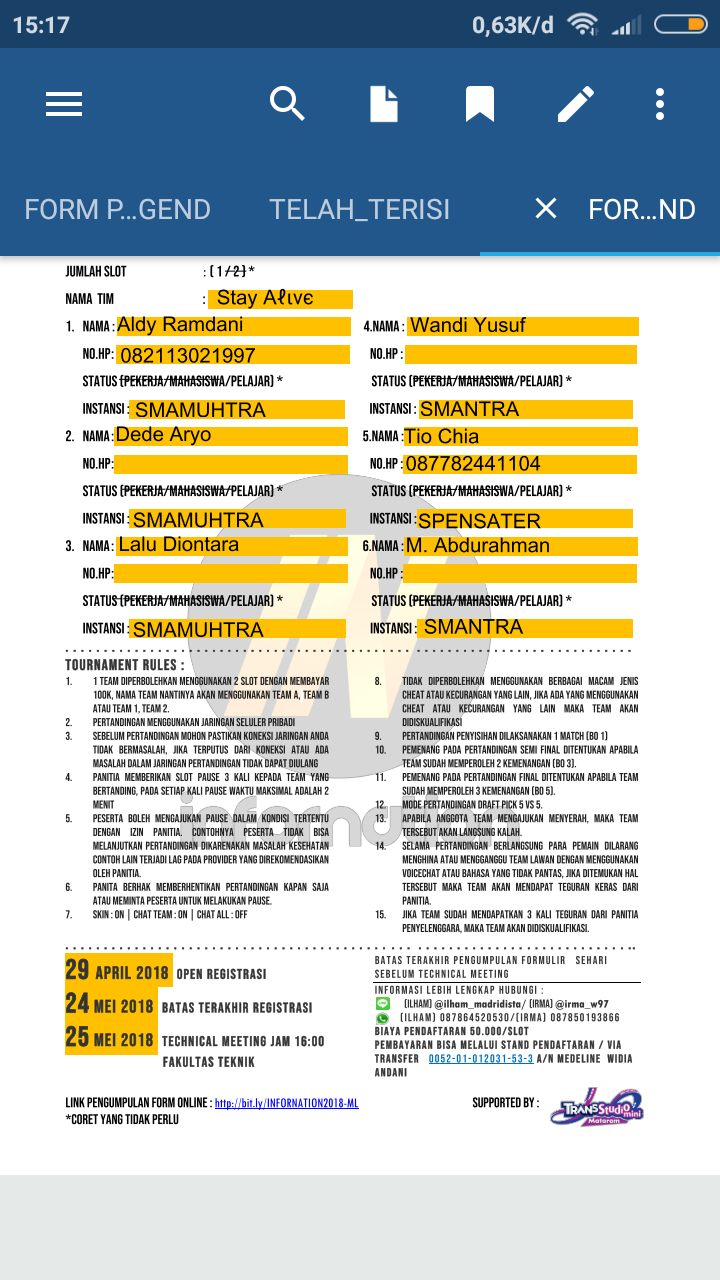 15:17 0,63K/d
FORM P...GEND TELAH_TERISI FOR...ND
JUMLAH SLOT : ( 1 / 2 ) *
NAMA TIM : Stay Aℓιvє
1. NAMA : Aldy Ramdani
NO.HP : 082113021997
STATUS (PEKERJA/MAHASISWA/PELAJAR) *
INSTANSI : SMAMUHTRA
2. NAMA : Dede Aryo
NO.HP:
STATUS (PEKERJA/MAHASISWA/PELAJAR) *
INSTANSI : SMAMUHTRA
3. NAMA : Lalu Diontara
NO.HP:
STATUS (PEKERJA/MAHASISWA/PELAJAR) *
INSTANSI : SMAMUHTRA
4.NAMA : Wandi Yusuf
NO.HP :
STATUS (PEKERJA/MAHASISWA/PELAJAR) *
INSTANSI : SMANTRA
5.NAMA : Tio Chia
NO.HP : 087782441104
STATUS (PEKERJA/MAHASISWA/PELAJAR) *
INSTANSI : SPENSATER
6.NAMA : M. Abdurahman
NO.HP :
STATUS (PEKERJA/MAHASISWA/PELAJAR) *
INSTANSI : SMANTRA
TOURNAMENT RULES :
1. 1 TEAM DIPERBOLEHKAN MENGGUNAKAN 2 SLOT DENGAN MEMBAYAR
100K, NAMA TEAM NANTINYA AKAN MENGGUNAKAN TEAM A, TEAM B
ATAU TEAM 1, TEAM 2.
2. PERTANDINGAN MENGGUNAKAN JARINGAN SELULER PRIBADI
3. SEBELUM PERTANDINGAN MOHON PASTIKAN KONEKSI JARINGAN ANDA
TIDAK BERMASALAH, JIKA TERPUTUS DARI KONEKSI ATAU ADA
MASALAH DALAM JARINGAN PERTANDINGAN TIDAK DAPAT DIULANG
4. PANITIA MEMBERIKAN SLOT PAUSE 3 KALI KEPADA TEAM YANG
BERTANDING, PADA SETIAP KALI PAUSE WAKTU MAKSIMAL ADALAH 2
MENIT
5. PESERTA BOLEH MENGAJUKAN PAUSE DALAM KONDISI TERTENTU
DENGAN IZIN PANITIA. CONTOHNYA PESERTA TIDAK BISA
MELANJUTKAN PERTANDINGAN DIKARENAKAN MASALAH KESEHATAN
CONTOH LAIN TERJADI LAG PADA PROVIDER YANG DIREKOMENDASIKAN
OLEH PANITIA.
6. PANITA BERHAK MEMBERHENTIKAN PERTANDINGAN KAPAN SAJA
ATAU MEMINTA PESERTA UNTUK MELAKUKAN PAUSE.
7. SKIN : ON | CHAT TEAM : ON | CHAT ALL : OFF
8. TIDAK DIPERBOLEHKAN MENGGUNAKAN BERBAGAI MACAM JENIS
CHEAT ATAU KECURANGAN YANG LAIN, JIKA ADA YANG MENGGUNAKAN
CHEAT ATAU KECURANGAN YANG LAIN MAKA TEAM AKAN
DIDISKUALIFIKASI
9. PERTANDINGAN PENYISIHAN DILAKSANAKAN 1 MATCH (BO 1)
10. PEMENANG PADA PERTANDINGAN SEMI FINAL DITENTUKAN APABILA
TEAM SUDAH MEMPEROLEH 2 KEMENANGAN (BO 3).
11. PEMENANG PADA PERTANDINGAN FINAL DITENTUKAN APABILA TEAM
SUDAH MEMPEROLEH 3 KEMENANGAN (BO 5).
12. MODE PERTANDINGAN DRAFT PICK 5 VS 5.
13. APABILA ANGGOTA TEAM MENGAJUKAN MENYERAH, MAKA TEAM
TERSEBUT AKAN LANGSUNG KALAH.
14. SELAMA PERTANDINGAN BERLANGSUNG PARA PEMAIN DILARANG
MENGHINA ATAU MENGGANGGU TEAM LAWAN DENGAN MENGGUNAKAN
VOICECHAT ATAU BAHASA YANG TIDAK PANTAS, JIKA DITEMUKAN HAL
TERSEBUT MAKA TEAM AKAN MENDAPAT TEGURAN KERAS DARI
PANITIA.
15. JIKA TEAM SUDAH MENDAPATKAN 3 KALI TEGURAN DARI PANITIA
PENYELENGGARA, MAKA TEAM AKAN DIDISKUALIFIKASI.
29 APRIL 2018 OPEN REGISTRASI
24 MEI 2018 BATAS TERAKHIR REGISTRASI
25 MEI 2018 TECHNICAL MEETING JAM 16:00
FAKULTAS TEKNIK
BATAS TERAKHIR PENGUMPULAN FORMULIR SEHARI
SEBELUM TECHNICAL MEETING
INFORMASI LEBIH LENGKAP HUBUNGI :
(ILHAM) @ilham_madridista/ (IRMA) @irma_w97
(ILHAM) 087864520530/(IRMA) 087850193866
BIAYA PENDAFTARAN 50.000/SLOT
PEMBAYARAN BISA MELALUI STAND PENDAFTARAN / VIA
TRANSFER 0052-01-012031-53-3 A/N MEDELINE WIDIA
ANDANI
LINK PENGUMPULAN FORM ONLINE : http://bit.ly/INFORNATION2018-ML
*CORET YANG TIDAK PERLU
SUPPORTED BY :
TRANSStudio mini
Mataram